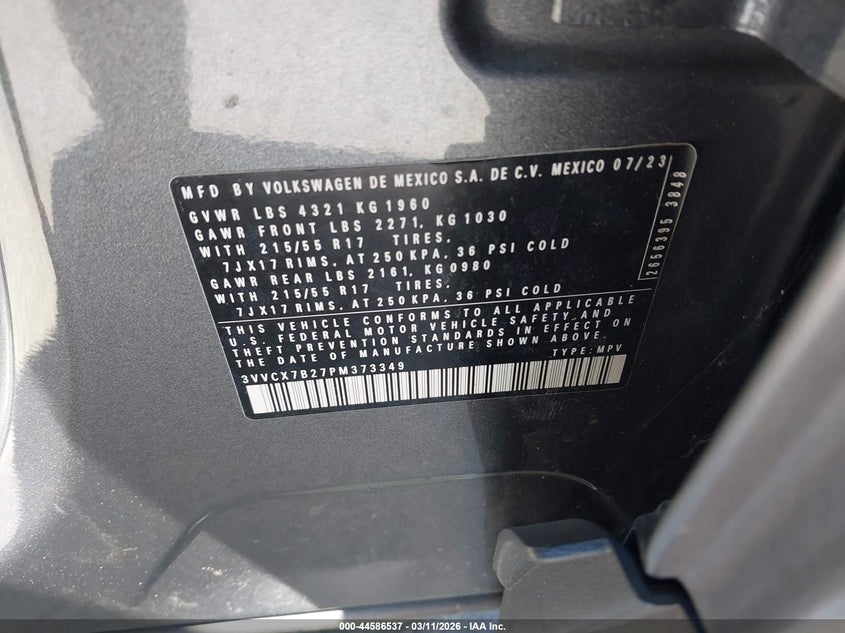 MFD BY VOLKSWAGEN DE MEXICO S.A. DE C.V. MEXICO 07/23
GVWR LBS 4321 KG 1960
GAWR FRONT LBS 2271, KG 1030
WITH 215/55 R17 TIRES,
7JX17 RIMS, AT 250 KPA, 36 PSI COLD
GAWR REAR LBS 2161, KG 0980
WITH 215/55 R17 TIRES,
7JX17 RIMS, AT 250 KPA, 36 PSI COLD
THIS VEHICLE CONFORMS TO ALL APPLICABLE
U.S. FEDERAL MOTOR VEHICLE SAFETY AND
THEFT PREVENTION STANDARDS IN EFFECT ON
THE DATE OF MANUFACTURE SHOWN ABOVE
3VVCX7B27PM373349 TYPE: MPV
2656395 3848
000-44586537 - 03/11/2026 - IAA Inc.